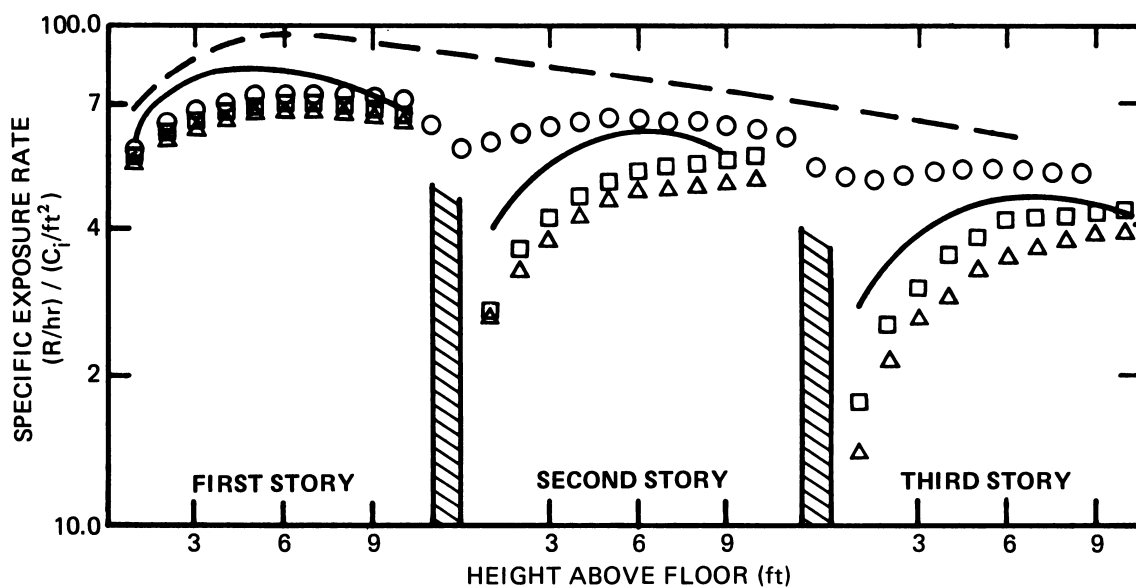 SPECIFIC EXPOSURE RATE
(R/hr) / (Ci/ft²)
100.0
7
4
2
10.0
FIRST STORY
SECOND STORY
THIRD STORY
3 6 9 3 6 9 3 6 9
HEIGHT ABOVE FLOOR (ft)